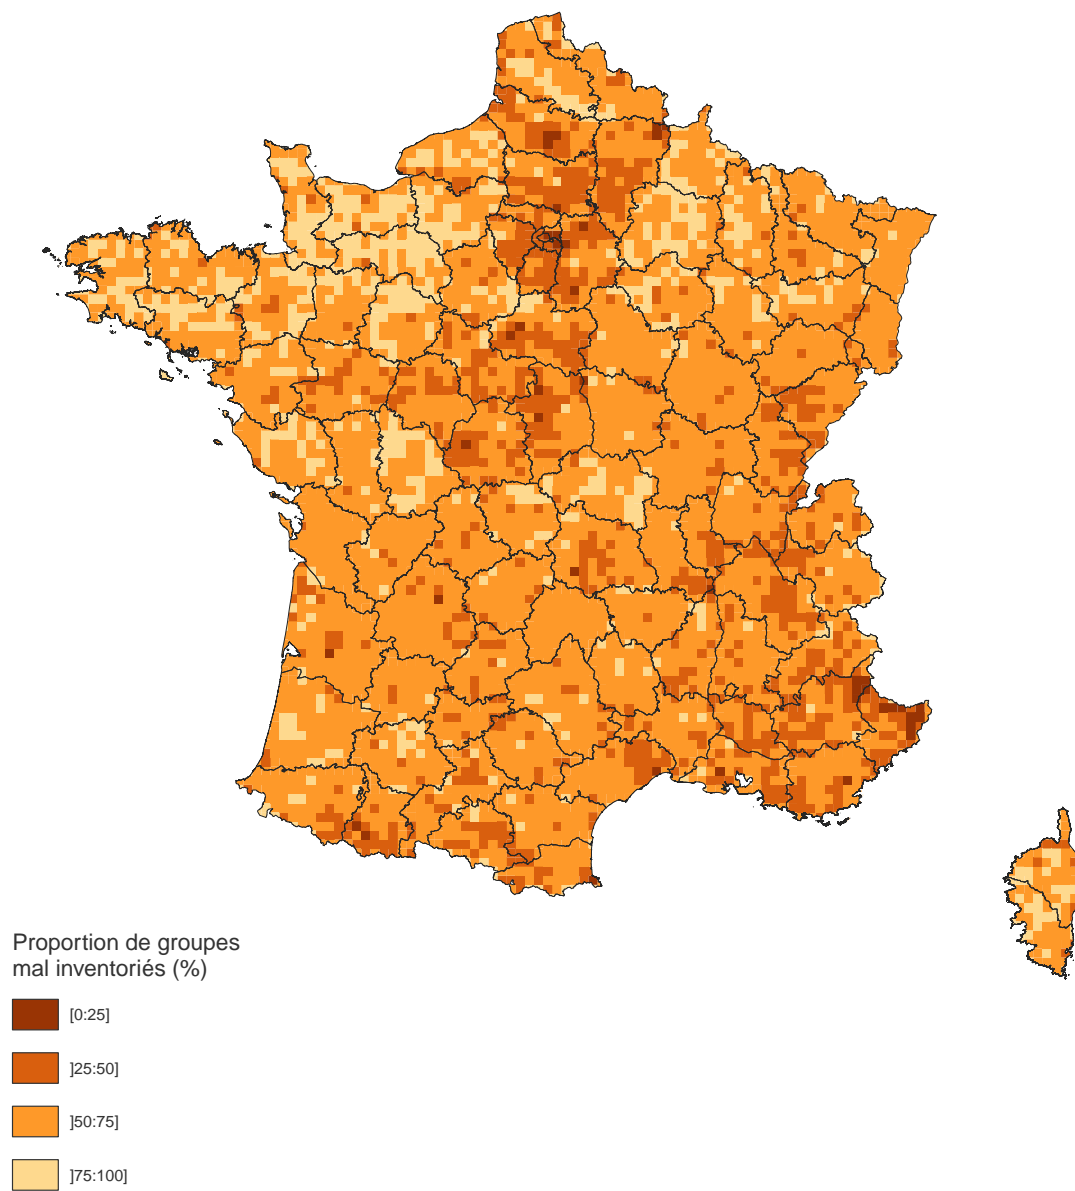 Proportion de groupes
mal inventoriés (%)
[0:25]
]25:50]
]50:75]
]75:100]